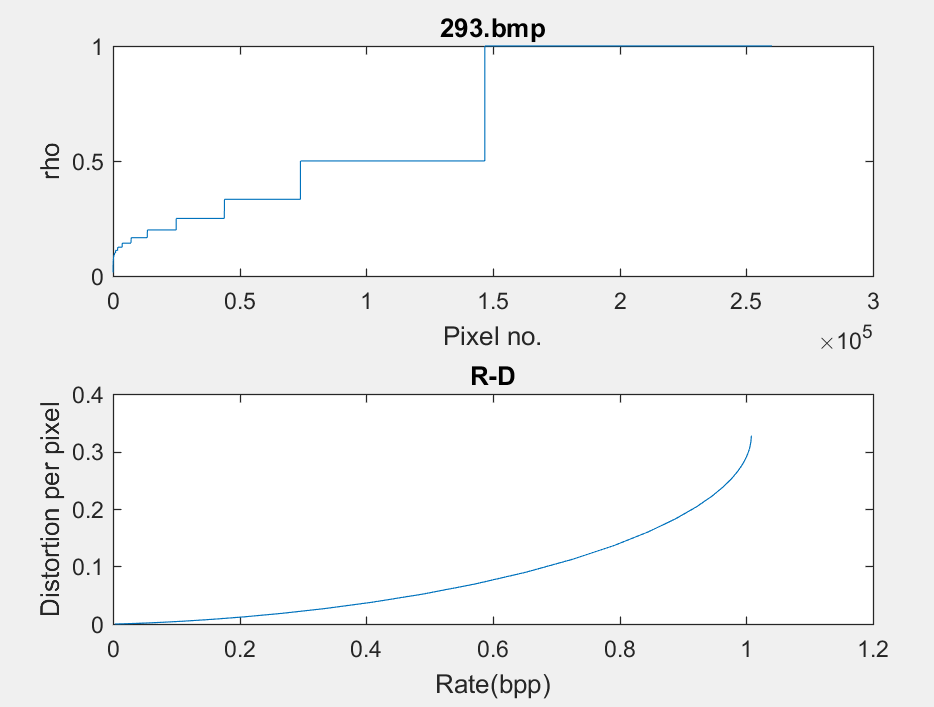 293.bmp
rho
1
0.5
0
0 0.5 1 1.5 2 2.5 3
Pixel no.
×10^5
R-D
Distortion per pixel
0.4
0.3
0.2
0.1
0
0 0.2 0.4 0.6 0.8 1 1.2
Rate(bpp)